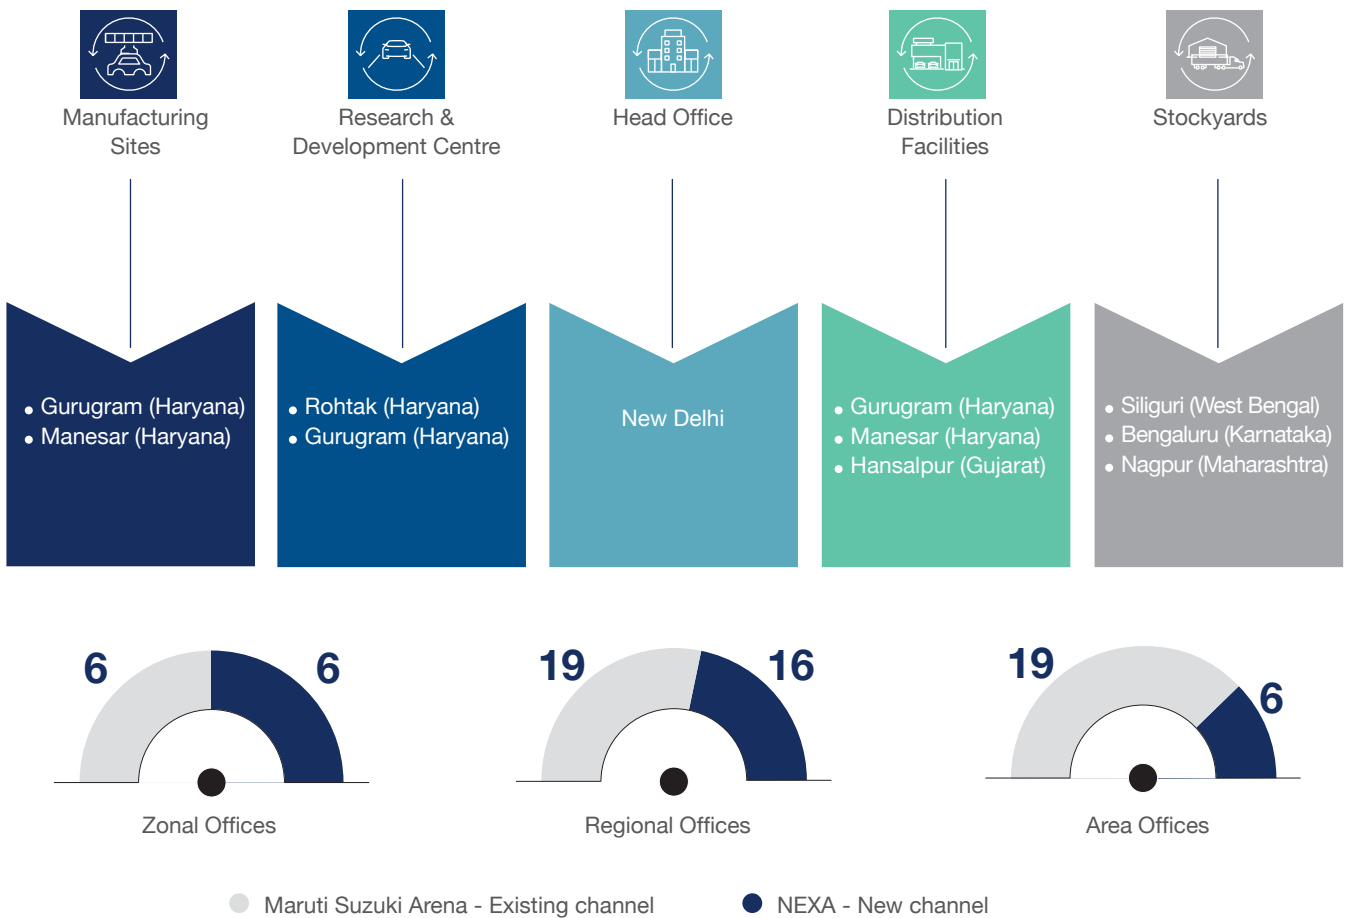 Manufacturing
Sites
Research &
Development Centre
Head Office
Distribution
Facilities
Stockyards
• Gurugram (Haryana)
• Manesar (Haryana)
• Rohtak (Haryana)
• Gurugram (Haryana)
New Delhi
• Gurugram (Haryana)
• Manesar (Haryana)
• Hansalpur (Gujarat)
• Siliguri (West Bengal)
• Bengaluru (Karnataka)
• Nagpur (Maharashtra)
6
6
Zonal Offices
19
16
Regional Offices
19
6
Area Offices
Maruti Suzuki Arena - Existing channel
NEXA - New channel